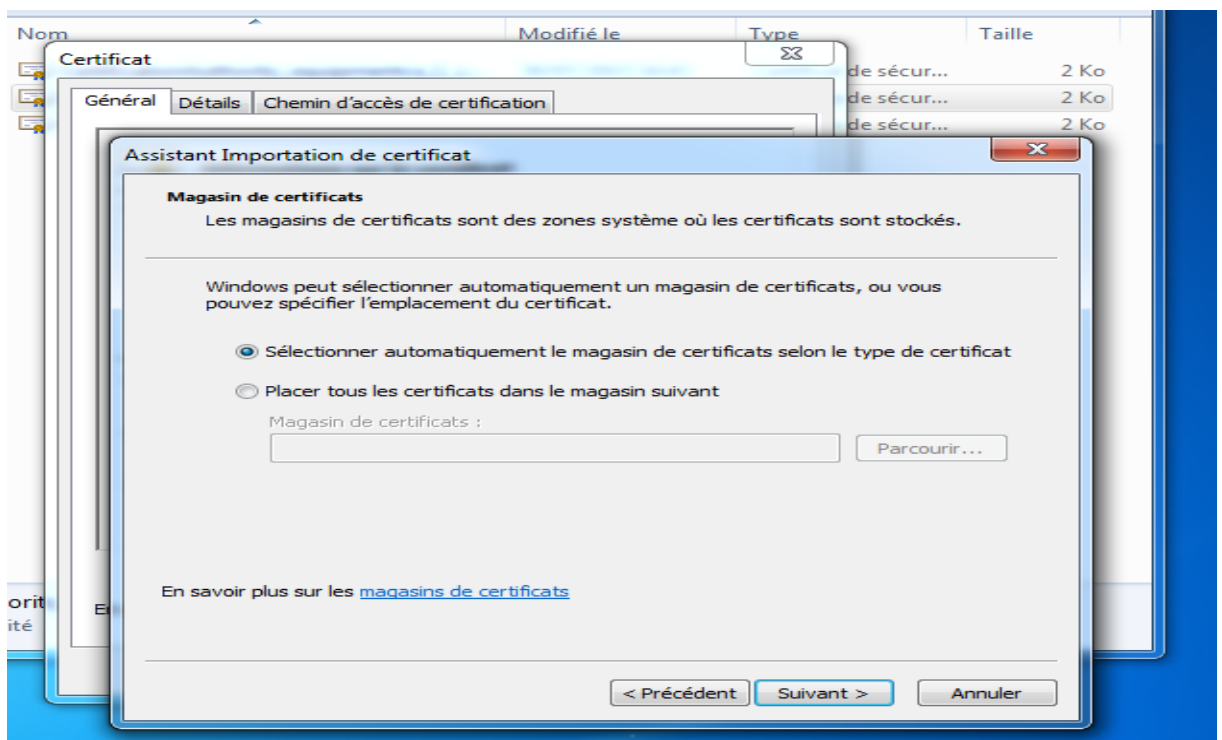 Nom Modifié le Type Taille
Certificat
de sécur... 2 Ko
Général Détails Chemin d'accès de certification de sécur... 2 Ko
de sécur... 2 Ko
Assistant Importation de certificat
Magasin de certificats
Les magasins de certificats sont des zones système où les certificats sont stockés.
Windows peut sélectionner automatiquement un magasin de certificats, ou vous
pouvez spécifier l'emplacement du certificat.
Sélectionner automatiquement le magasin de certificats selon le type de certificat
Placer tous les certificats dans le magasin suivant
Magasin de certificats :
Parcourir...
En savoir plus sur les magasins de certificats
orit
ité
< Précédent Suivant > Annuler